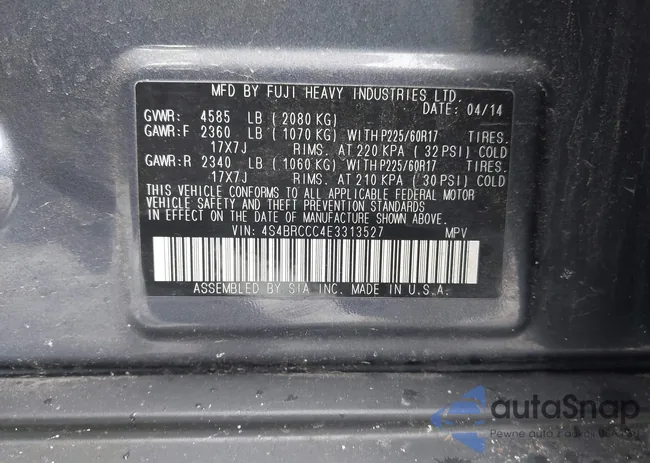 MFD BY FUJI HEAVY INDUSTRIES LTD.
DATE: 04/14
GVWR: 4585 LB (2080 KG)
GAWR:F 2360 LB (1070 KG) WITH P225/60R17 TIRES.
17X7J RIMS. AT 220 KPA (32 PSI) COLD
GAWR:R 2340 LB (1060 KG) WITH P225/60R17 TIRES.
17X7J RIMS. AT 210 KPA (30 PSI) COLD
THIS VEHICLE CONFORMS TO ALL APPLICABLE FEDERAL MOTOR
VEHICLE SAFETY AND THEFT PREVENTION STANDARDS
IN EFFECT ON THE DATE OF MANUFACTURE SHOWN ABOVE.
VIN: 4S4BRCCC4E3313527 MPV
ASSEMBLED BY SIA INC. MADE IN U.S.A.
autaSnap
Pewne auto z